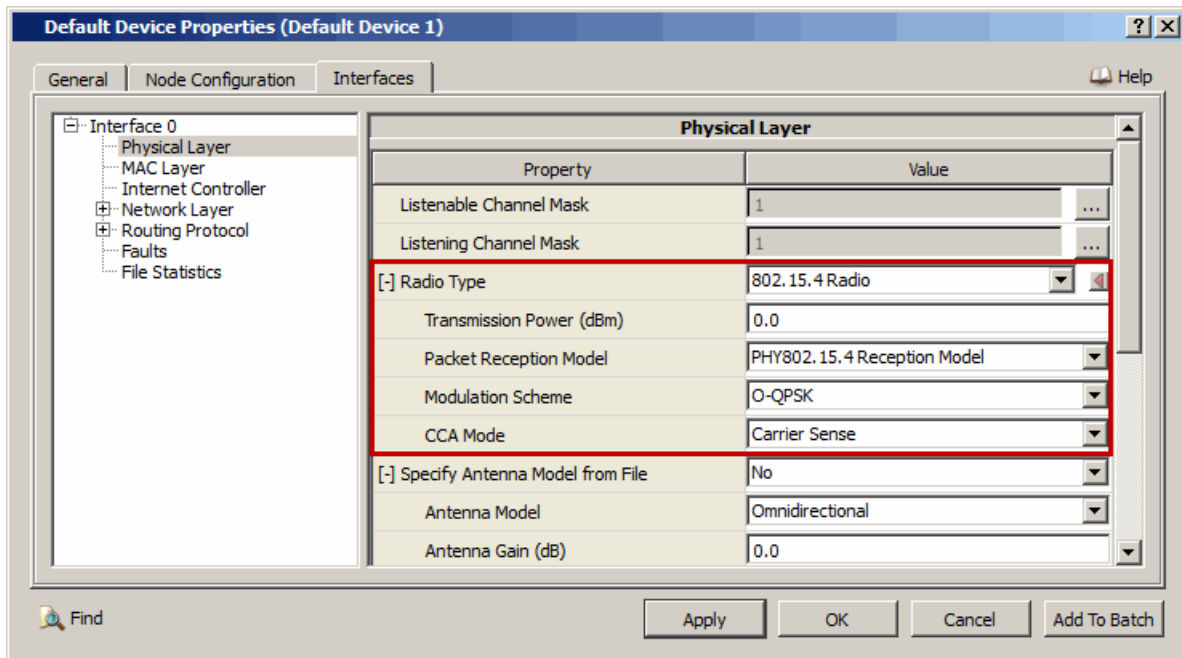 Default Device Properties (Default Device 1)
General Node Configuration Interfaces Help
Interface 0
Physical Layer
MAC Layer
Internet Controller
Network Layer
Routing Protocol
Faults
File Statistics
Physical Layer
Property Value
Listenable Channel Mask 1 ...
Listening Channel Mask 1 ...
[-] Radio Type 802.15.4 Radio
Transmission Power (dBm) 0.0
Packet Reception Model PHY802.15.4 Reception Model
Modulation Scheme O-QPSK
CCA Mode Carrier Sense
[-] Specify Antenna Model from File No
Antenna Model Omnidirectional
Antenna Gain (dB) 0.0
Find Apply OK Cancel Add To Batch